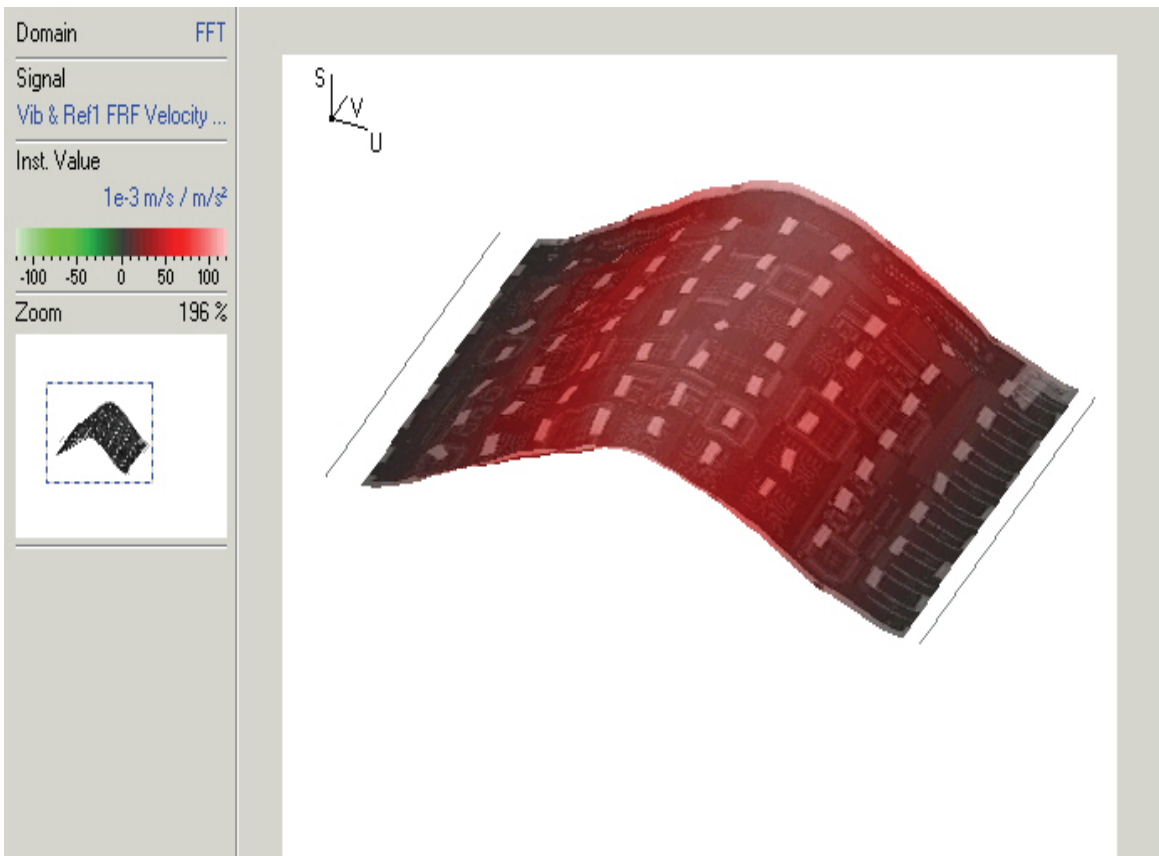 Domain FFT
Signal
Vib & Ref1 FRF Velocity ...
Inst. Value
1e-3 m/s / m/s²
-100 -50 0 50 100
Zoom 196 %
S
V
U